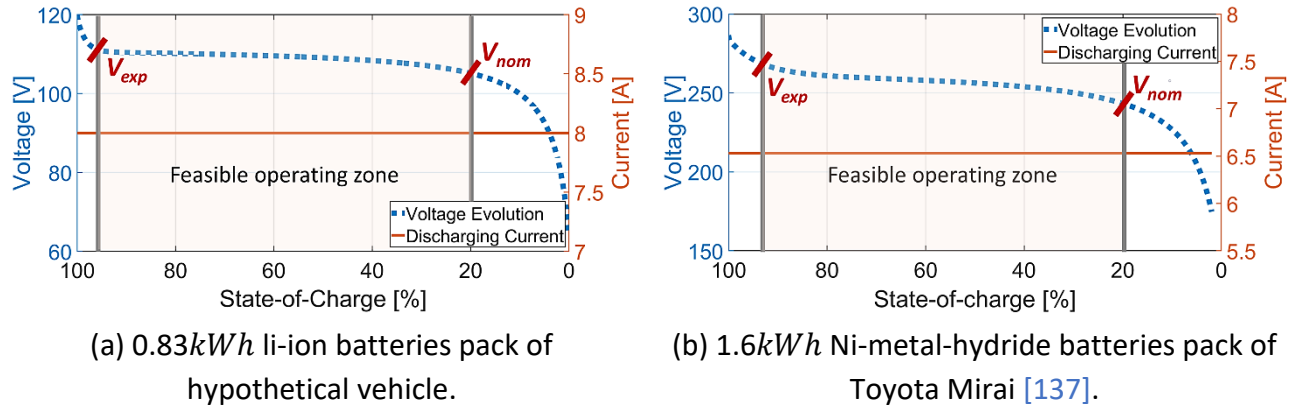 120
100
80
60
Voltage [V]
9
8.5
8
7.5
7
Current [A]
Vexp
Vnom
Feasible operating zone
Voltage Evolution
Discharging Current
100 80 60 40 20 0
State-of-Charge [%]
(a) 0.83kWh li-ion batteries pack of
hypothetical vehicle.
300
250
200
150
Voltage [V]
8
7.5
7
6.5
6
5.5
Current [A]
Voltage Evolution
Discharging Current
Vexp
Vnom
Feasible operating zone
100 80 60 40 20 0
State-of-charge [%]
(b) 1.6kWh Ni-metal-hydride batteries pack of
Toyota Mirai [137].